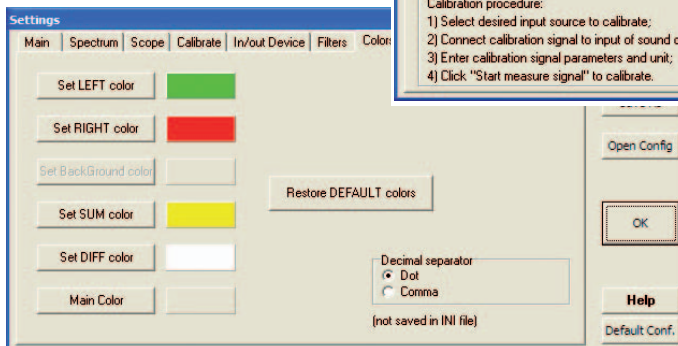 Settings
Main Spectrum Scope Calibrate In/out Device Filters Colors
Set LEFT color
Set RIGHT color
Set BackGround color
Set SUM color
Set DIFF color
Main Color
Restore DEFAULT colors
Decimal separator
Dot
Comma
(not saved in INI file)
Calibration procedure:
1) Select desired input source to calibrate;
2) Connect calibration signal to input of sound
3) Enter calibration signal parameters and unit;
4) Click "Start measure signal" to calibrate.
Open Config
OK
Help
Default Conf.